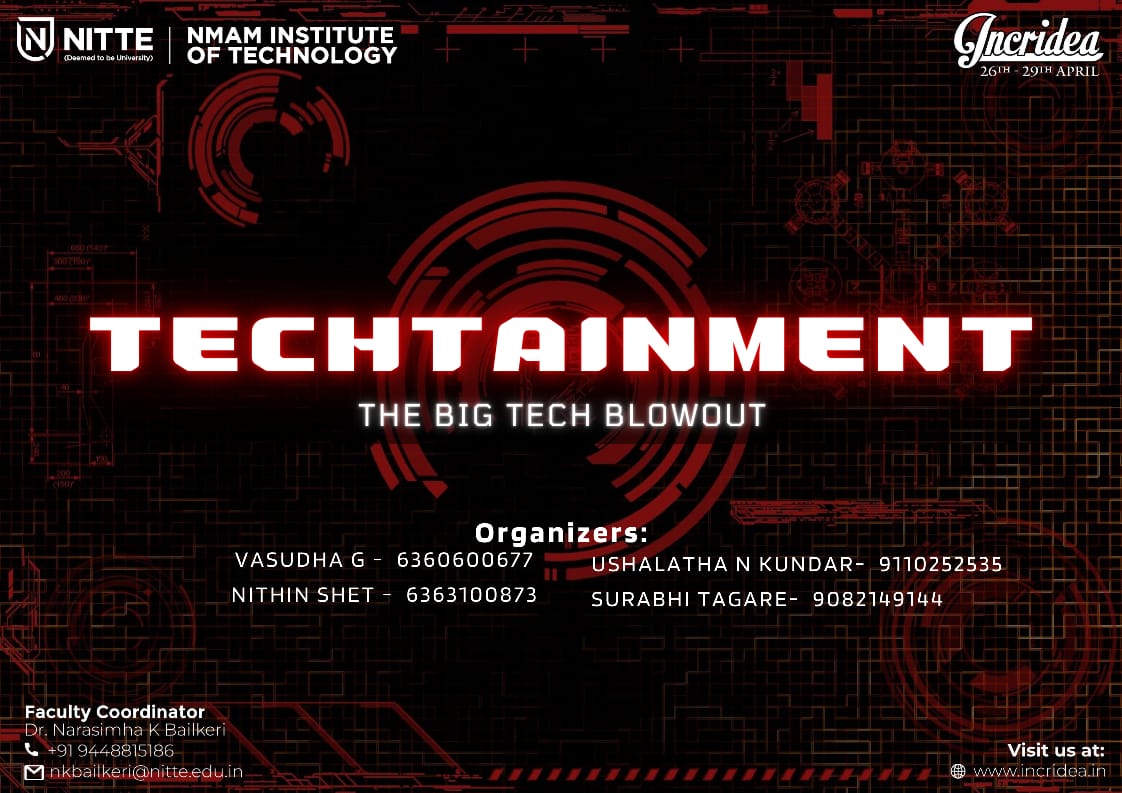 NITTE
(Deemed to be University)
NMAM INSTITUTE
OF TECHNOLOGY
Incridea
26TH - 29TH APRIL
TECHTAINMENT
THE BIG TECH BLOWOUT
Organizers:
VASUDHA G - 6360600677
NITHIN SHET - 6363100873
USHALATHA N KUNDAR- 9110252535
SURABHI TAGARE- 9082149144
Faculty Coordinator
Dr. Narasimha K Bailkeri
+91 9448815186
nkbailkeri@nitte.edu.in
Visit us at:
www.incridea.in